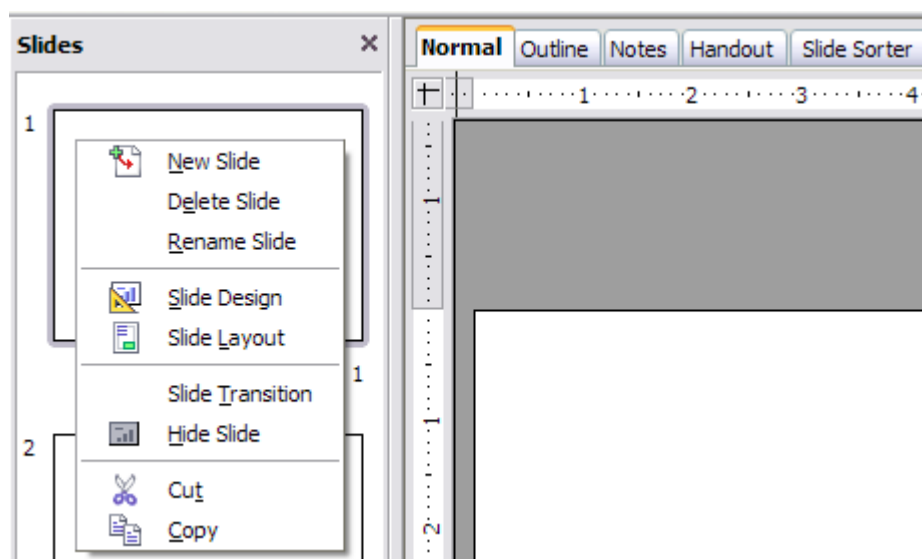 Slides
Normal Outline Notes Handout Slide Sorter
1 2 3 4
1
New Slide
Delete Slide
Rename Slide
1
Slide Design
Slide Layout
Slide Transition
1
Hide Slide
1
2
Cut
Copy
2